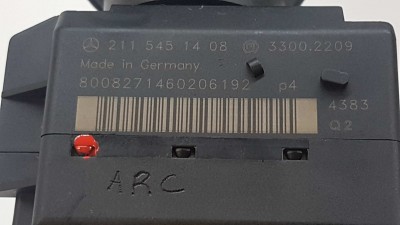 211 545 14 08 3300.2209
Made in Germany
8008271460206192 p4
4383
Q2
ARC